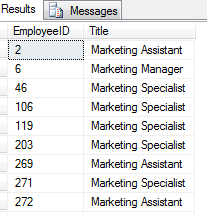 Results Messages
EmployeeID Title
2 Marketing Assistant
6 Marketing Manager
46 Marketing Specialist
106 Marketing Specialist
119 Marketing Specialist
203 Marketing Specialist
269 Marketing Assistant
271 Marketing Specialist
272 Marketing Assistant